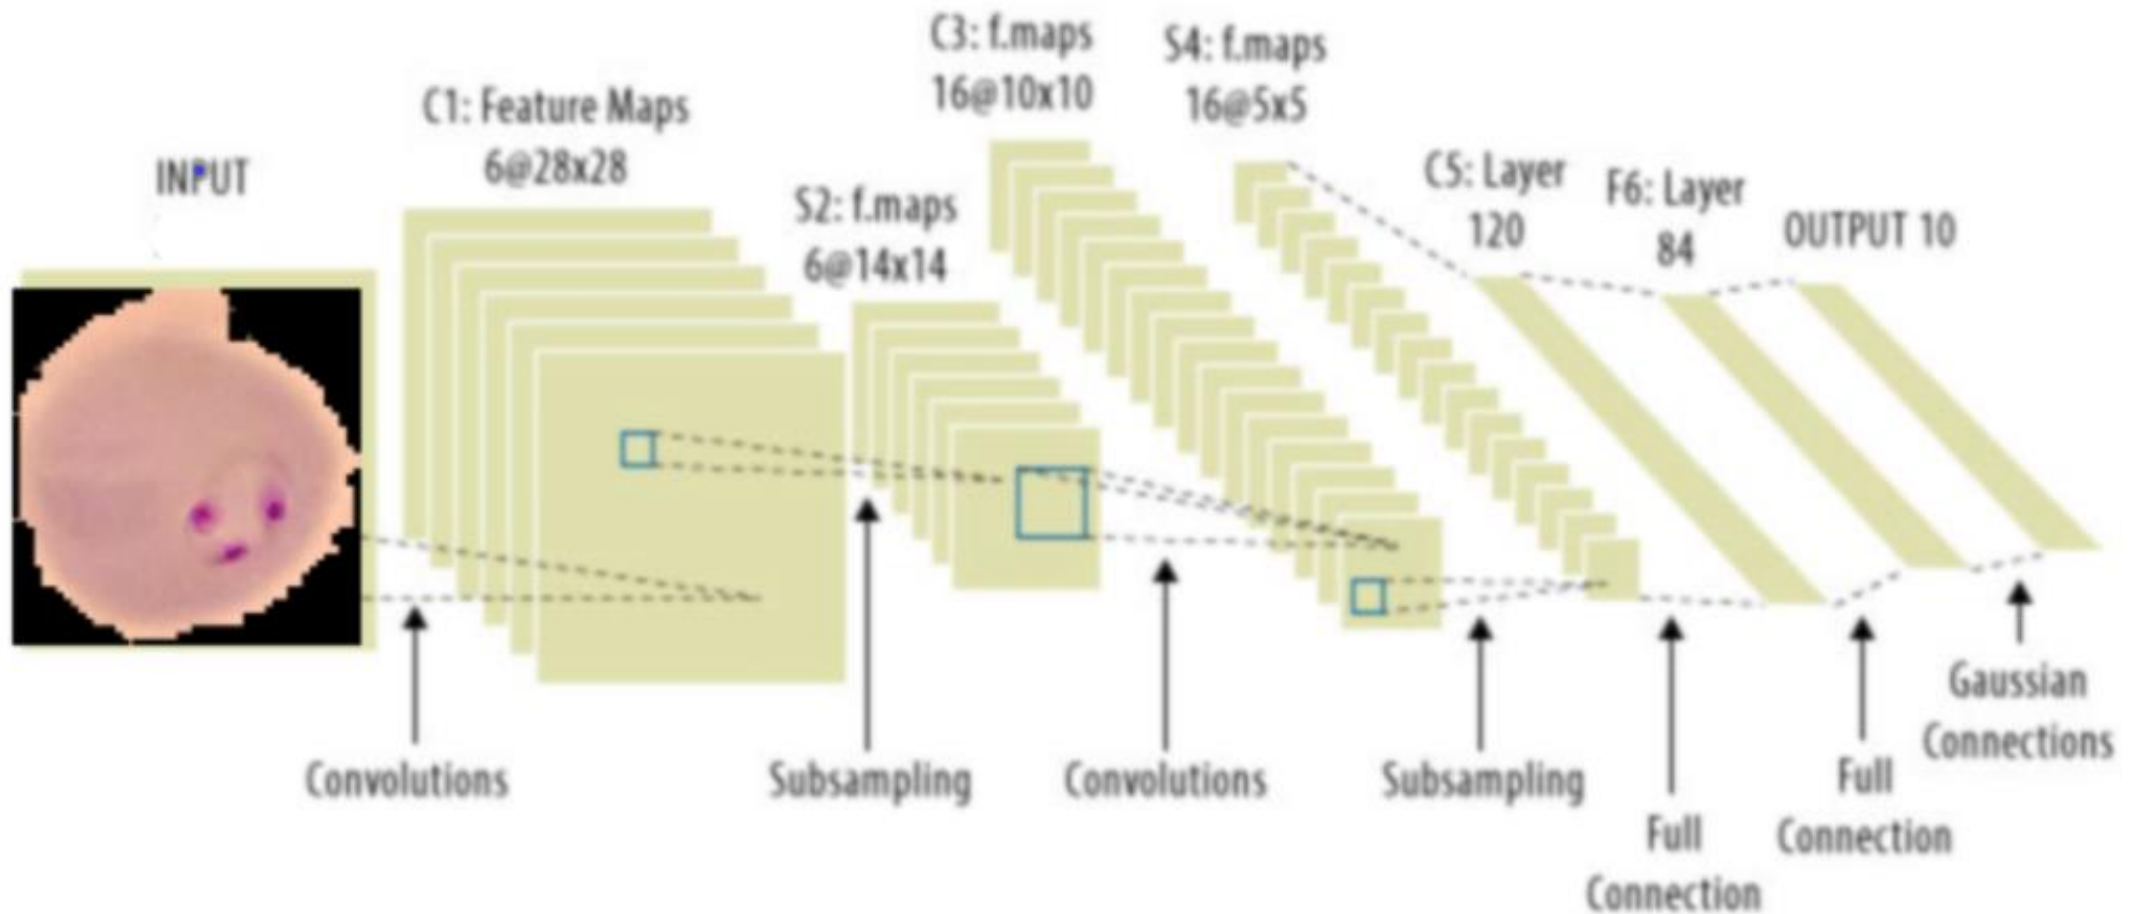 INPUT
C1: Feature Maps
6@28x28
S2: f.maps
6@14x14
C3: f.maps
16@10x10
S4: f.maps
16@5x5
C5: Layer
120
F6: Layer
84
OUTPUT 10
Convolutions
Subsampling
Convolutions
Subsampling
Full
Connection
Full
Connection
Gaussian
Connections